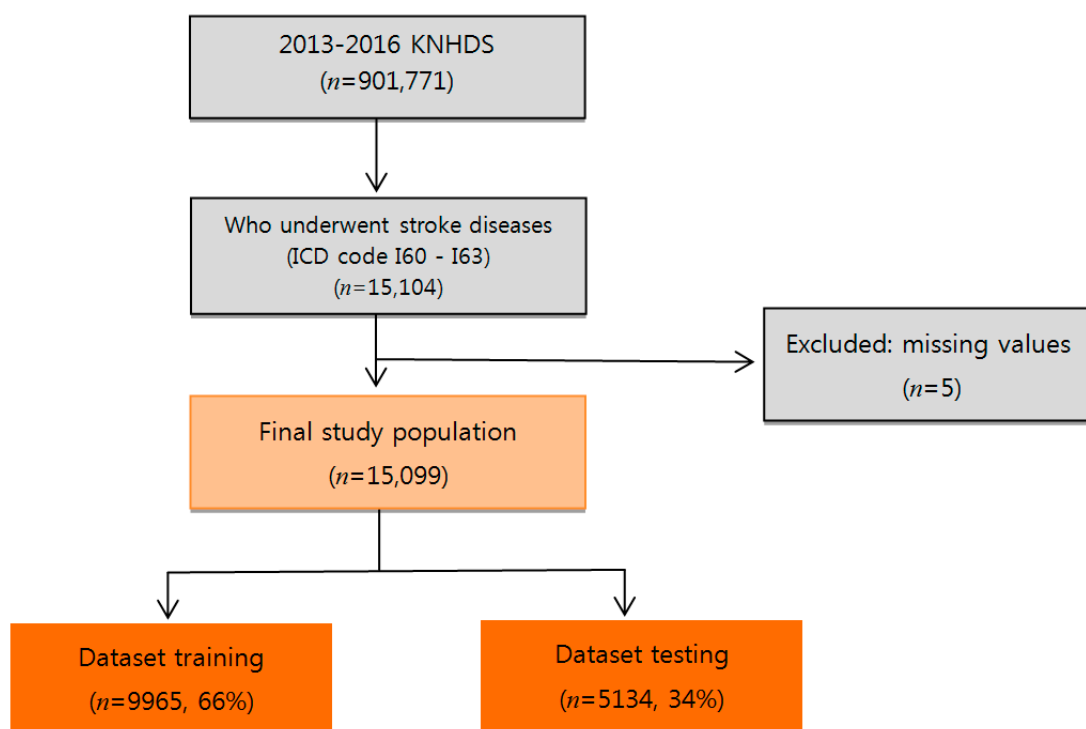 2013-2016 KNHDS
(n=901,771)
Who underwent stroke diseases
(ICD code I60 - I63)
(n=15,104)
Excluded: missing values
(n=5)
Final study population
(n=15,099)
Dataset training
(n=9965, 66%)
Dataset testing
(n=5134, 34%)